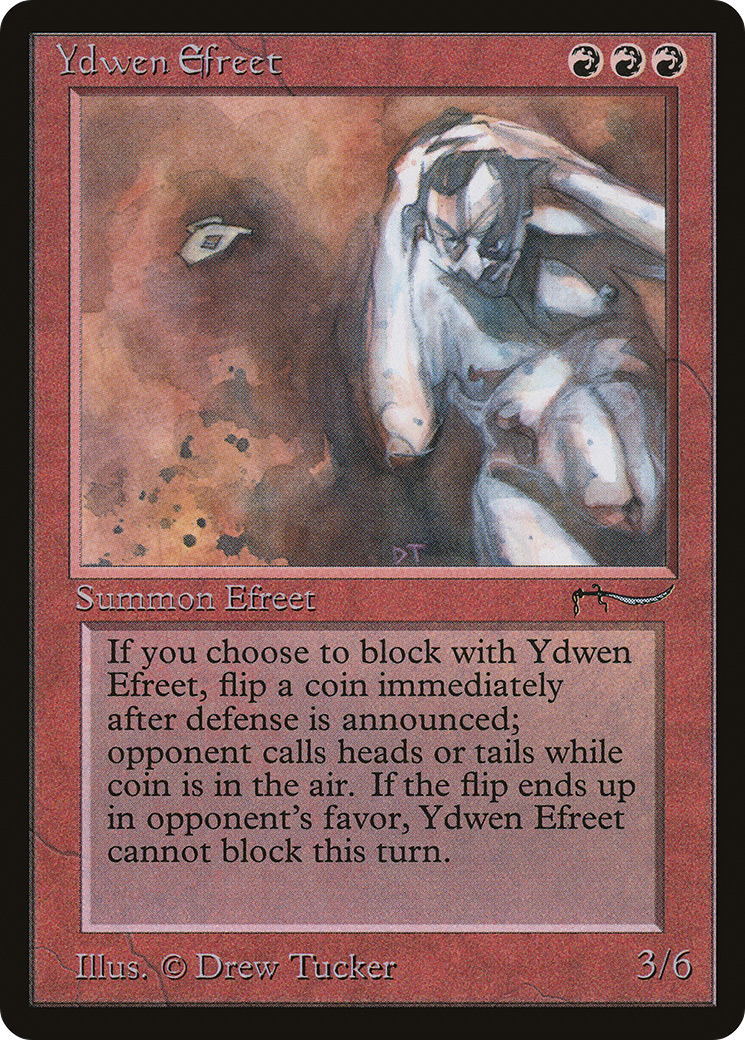 Ydwen Efreet
DT
Summon Efreet
If you choose to block with Ydwen
Efreet, flip a coin immediately
after defense is announced;
opponent calls heads or tails while
coin is in the air. If the flip ends up
in opponent's favor, Ydwen Efreet
cannot block this turn.
Illus. © Drew Tucker
3/6